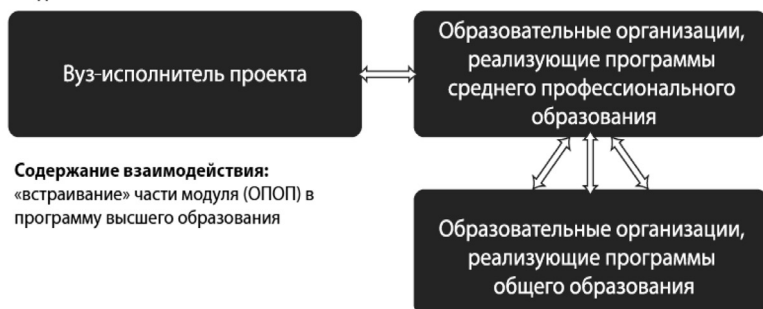 Вуз-исполнитель проекта
Образовательные организации,
реализующие программы
среднего профессионального
образования
Содержание взаимодействия:
«встраивание» части модуля (ОПОП) в
программу высшего образования
Образовательные организации,
реализующие программы
общего образования